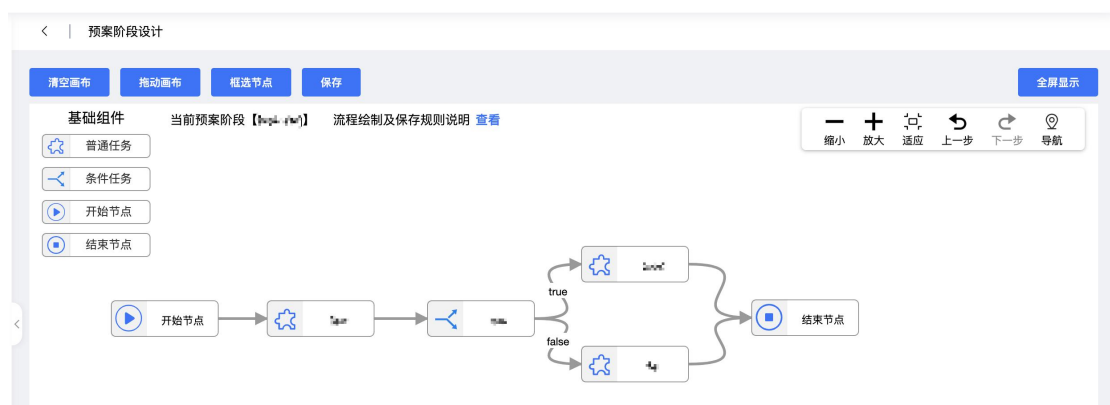 预案阶段设计
清空画布 拖动画布 框选节点 保存 全屏显示
基础组件 当前预案阶段【】 流程绘制及保存规则说明 查看
缩小 放大 适应 上一步 下一步 导航
普通任务
条件任务
开始节点
结束节点
true
开始节点 结束节点
false